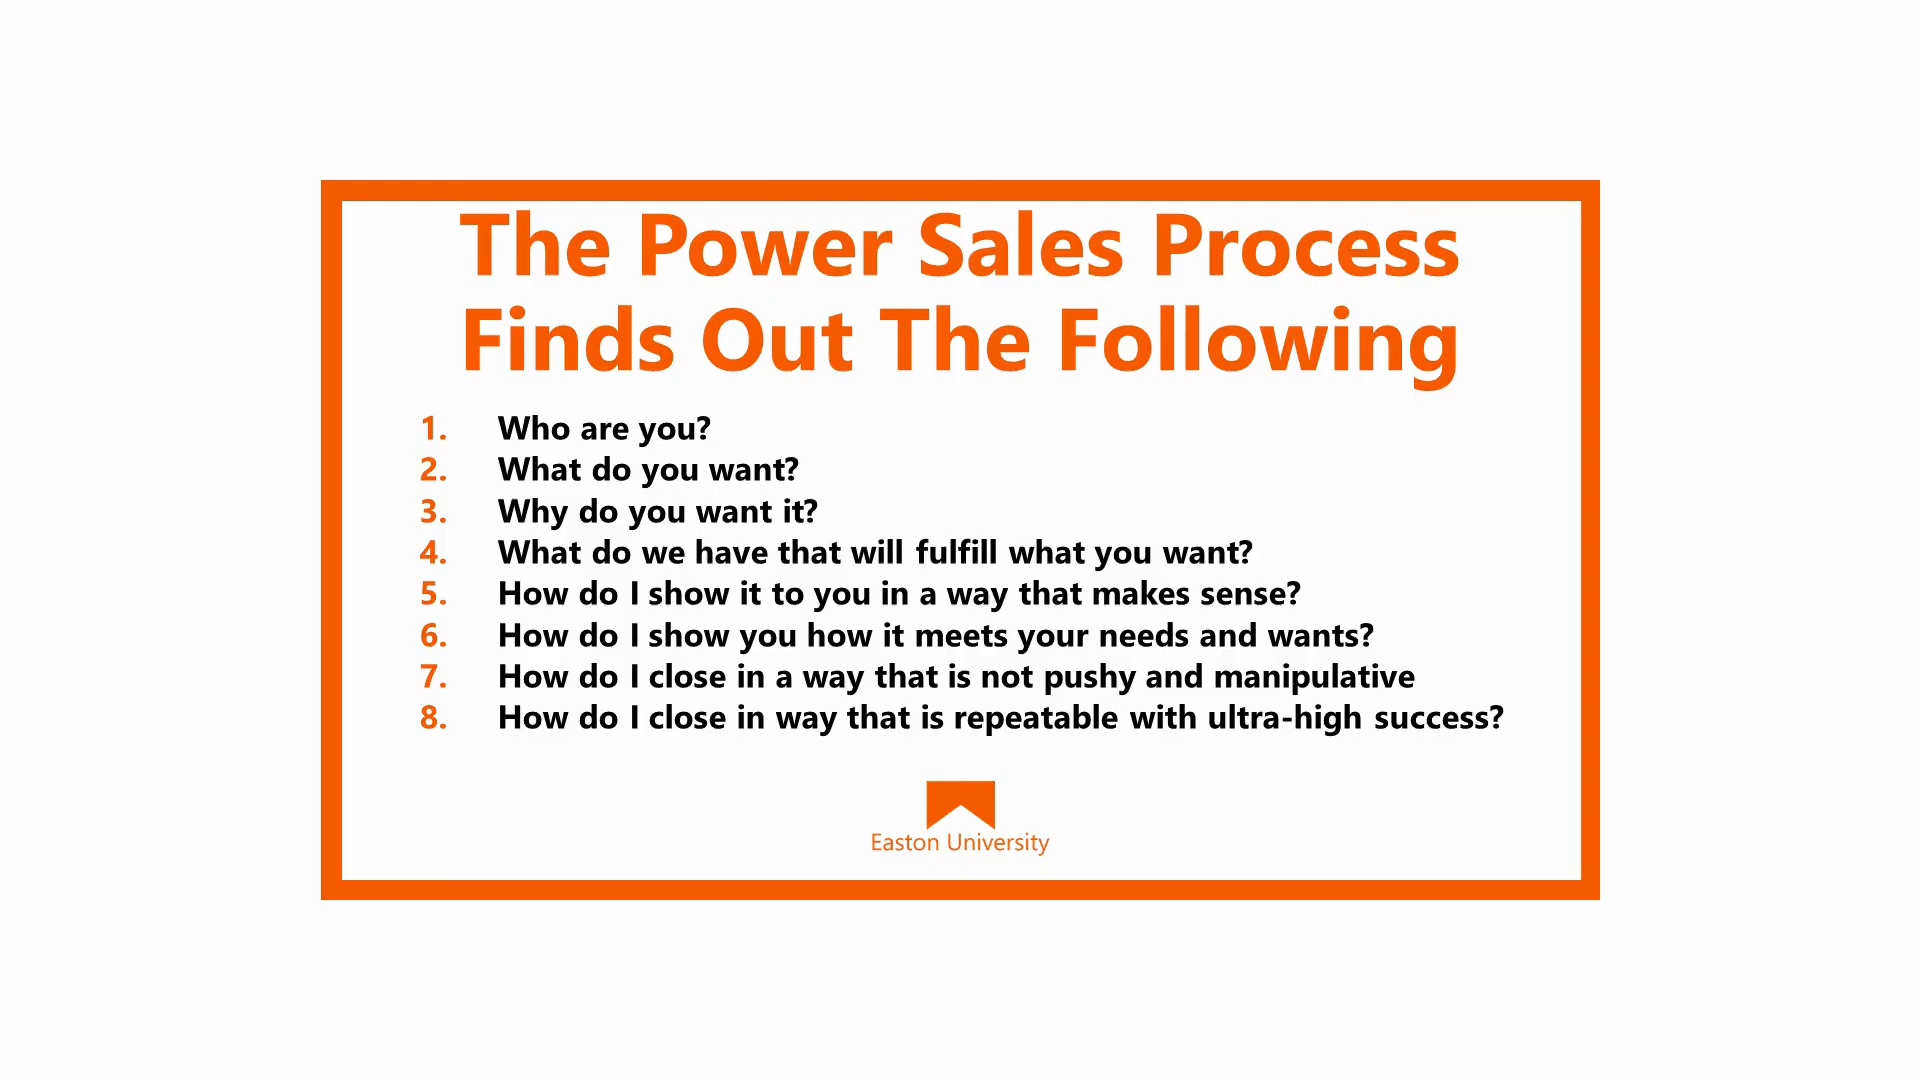 The Power Sales Process
Finds Out The Following
1. Who are you?
2. What do you want?
3. Why do you want it?
4. What do we have that will fulfill what you want?
5. How do I show it to you in a way that makes sense?
6. How do I show you how it meets your needs and wants?
7. How do I close in a way that is not pushy and manipulative
8. How do I close in way that is repeatable with ultra-high success?
Easton University